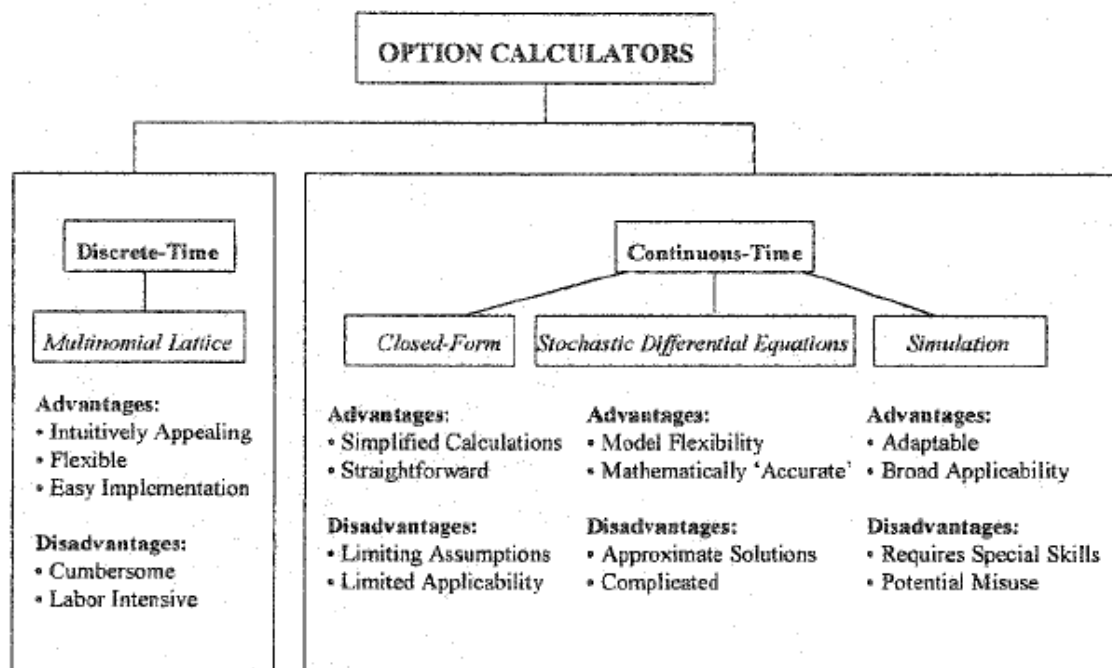 OPTION CALCULATORS
Discrete-Time
Multinomial Lattice
Advantages:
• Intuitively Appealing
• Flexible
• Easy Implementation
Disadvantages:
• Cumbersome
• Labor Intensive
Continuous-Time
Closed-Form
Advantages:
• Simplified Calculations
• Straightforward
Disadvantages:
• Limiting Assumptions
• Limited Applicability
Stochastic Differential Equations
Advantages:
• Model Flexibility
• Mathematically ‘Accurate’
Disadvantages:
• Approximate Solutions
• Complicated
Simulation
Advantages:
• Adaptable
• Broad Applicability
Disadvantages:
• Requires Special Skills
• Potential Misuse